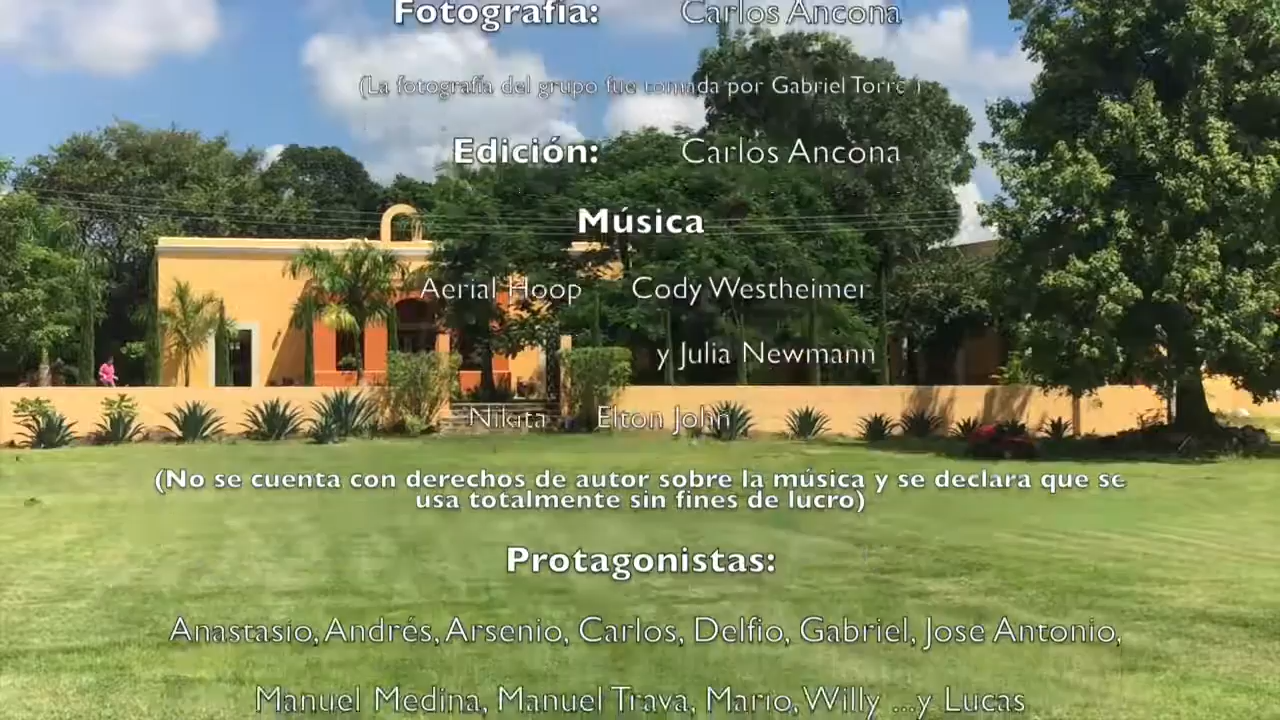 Fotografía: Carlos Ancona
(La fotografía del grupo fue tomada por Gabriel Torre )
Edición: Carlos Ancona
Música
Aerial Hoop Cody Westheimer
y Julia Newmann
Nikita Elton John
(No se cuenta con derechos de autor sobre la música y se declara que se
usa totalmente sin fines de lucro)
Protagonistas:
Anastasio, Andrés, Arsenio, Carlos, Delfio, Gabriel, Jose Antonio,
Manuel Medina, Manuel Trava, Mario, Willy ...y Lucas